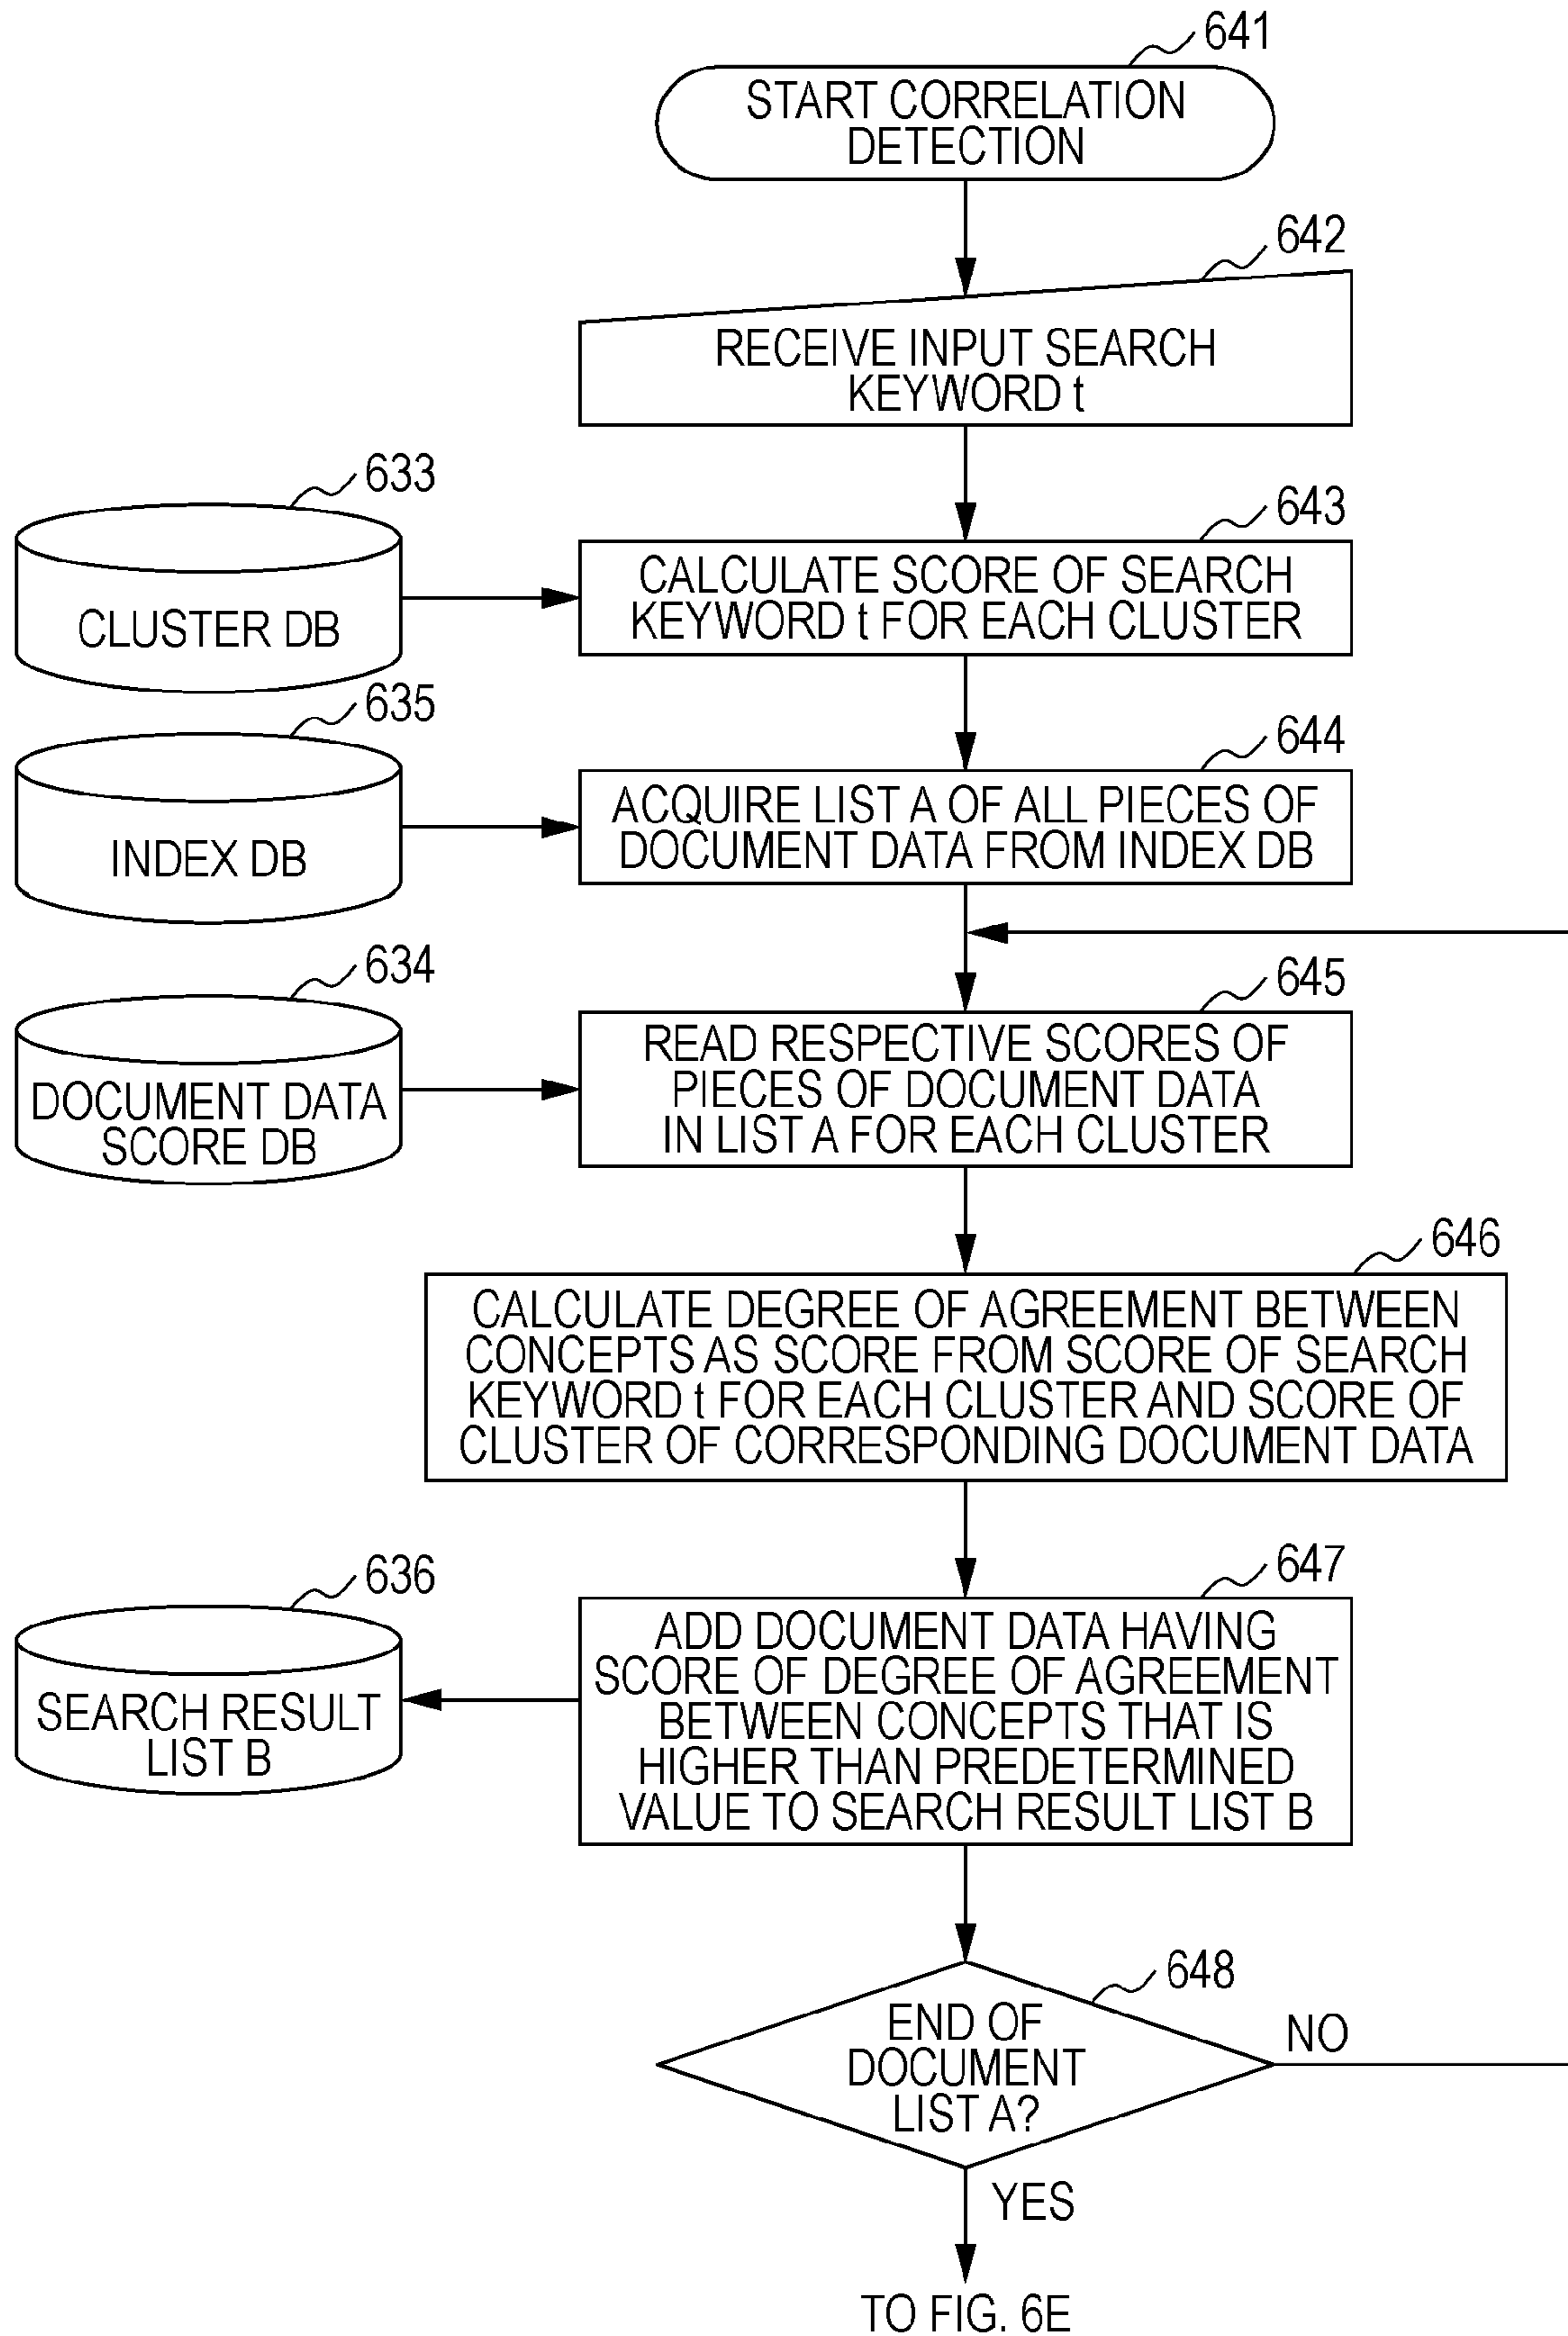 641
START CORRELATION
DETECTION
642
RECEIVE INPUT SEARCH
KEYWORD t
633
CLUSTER DB
643
CALCULATE SCORE OF SEARCH
KEYWORD t FOR EACH CLUSTER
635
INDEX DB
644
ACQUIRE LIST A OF ALL PIECES OF
DOCUMENT DATA FROM INDEX DB
634
DOCUMENT DATA
SCORE DB
645
READ RESPECTIVE SCORES OF
PIECES OF DOCUMENT DATA
IN LIST A FOR EACH CLUSTER
646
CALCULATE DEGREE OF AGREEMENT BETWEEN
CONCEPTS AS SCORE FROM SCORE OF SEARCH
KEYWORD t FOR EACH CLUSTER AND SCORE OF
CLUSTER OF CORRESPONDING DOCUMENT DATA
636
SEARCH RESULT
LIST B
647
ADD DOCUMENT DATA HAVING
SCORE OF DEGREE OF AGREEMENT
BETWEEN CONCEPTS THAT IS
HIGHER THAN PREDETERMINED
VALUE TO SEARCH RESULT LIST B
648
END OF
DOCUMENT
LIST A?
NO
YES
TO FIG. 6E